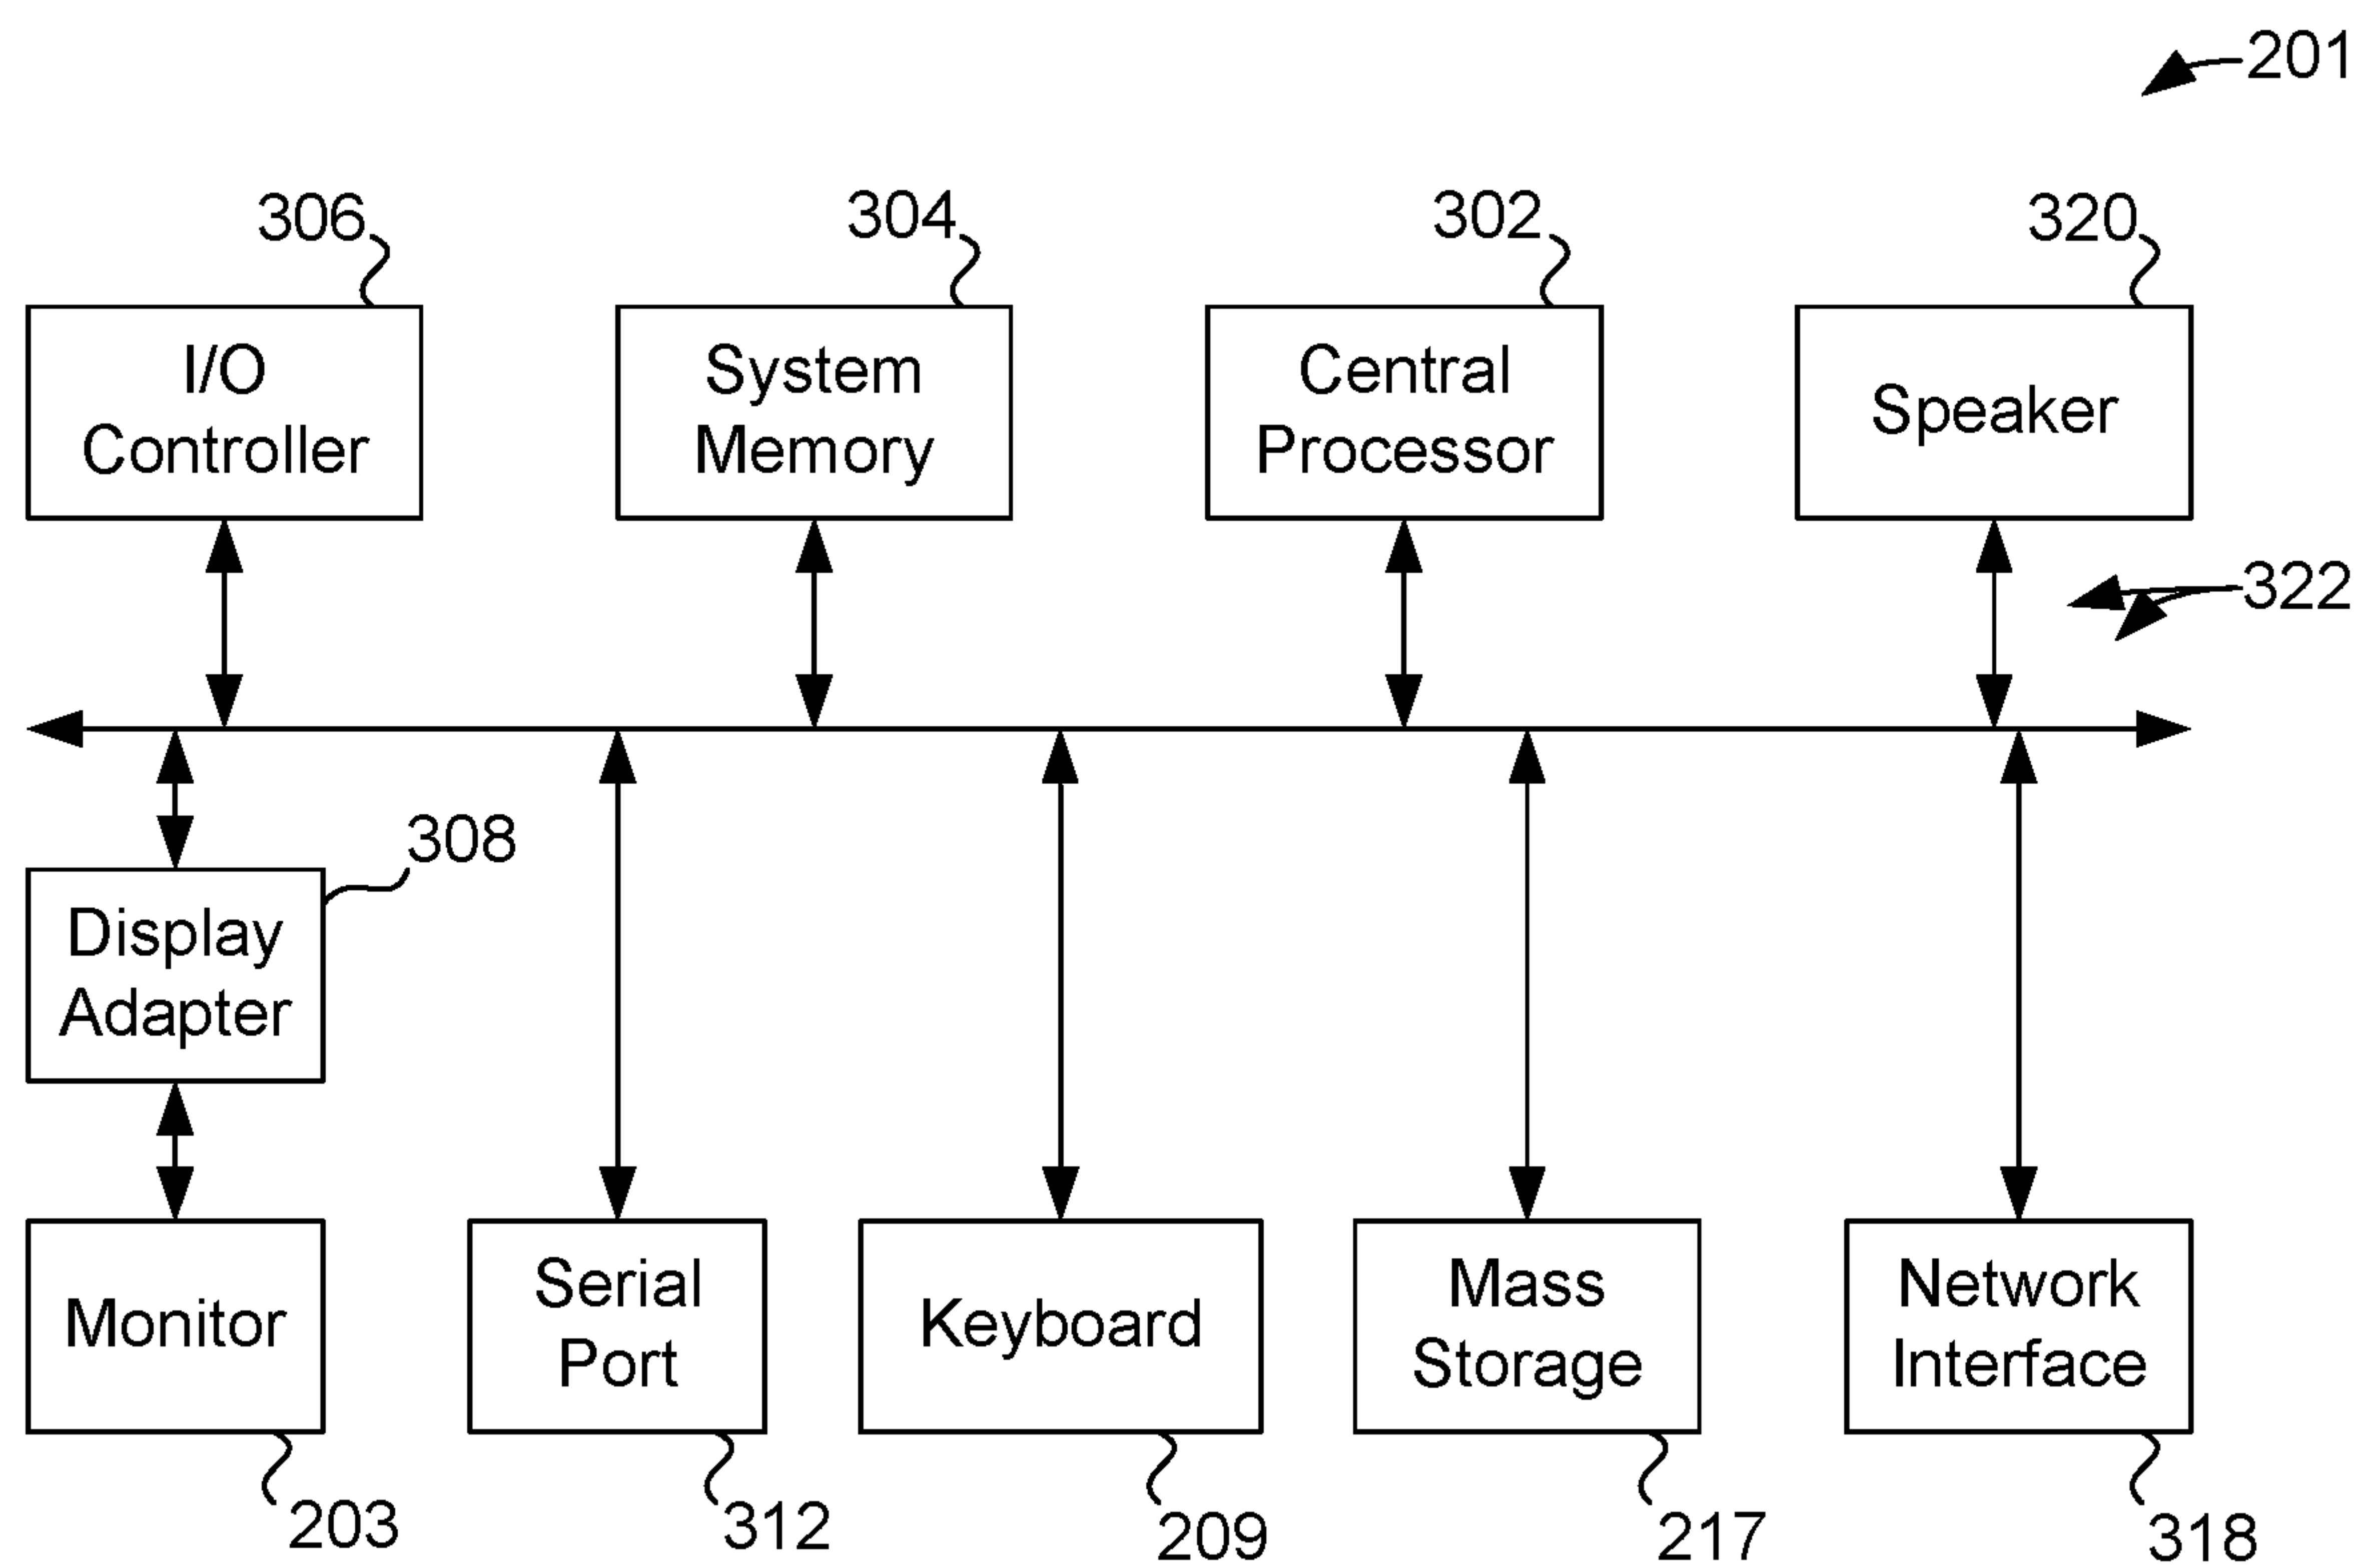 201
306
304
302
320
I/O
Controller
System
Memory
Central
Processor
Speaker
322
308
Display
Adapter
Monitor
Serial
Port
Keyboard
Mass
Storage
Network
Interface
203
312
209
217
318